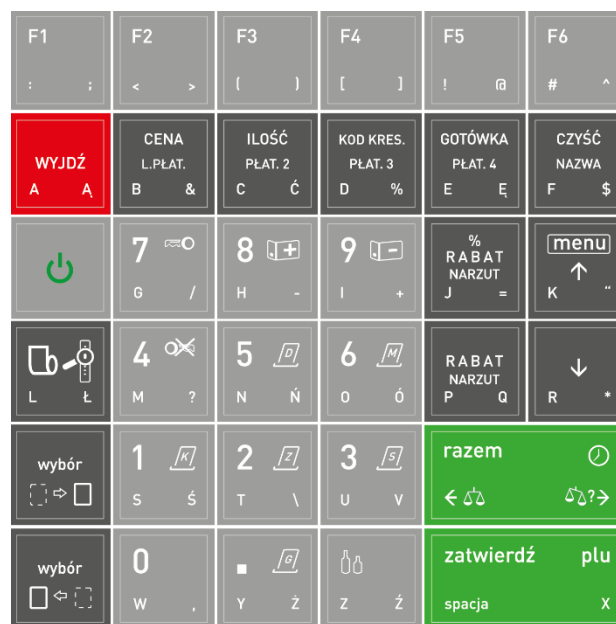 F1 F2 F3 F4 F5 F6
: ; < > ( ) [ ] ! @ # ^
WYJDŹ
A Ą
CENA
L.PŁAT.
B &
ILOŚĆ
PŁAT. 2
C Ć
KOD KRES.
PŁAT. 3
D %
GOTÓWKA
PŁAT. 4
E Ę
CZYŚĆ
NAZWA
F $
7
G /
8 +
H -
9 -
I +
%
RABAT
NARZUT
J =
menu
↑
K “
L Ł
4
M ?
5 D
N Ń
6 M
O Ó
RABAT
NARZUT
P Q
↓
R *
wybór
⇨
1 K
S Ś
2 Z
T \
3 S
U V
razem
← ?→
wybór
⇦
0
W ,
. G
Y Ż
Z Ź
zatwierdź plu
spacja X